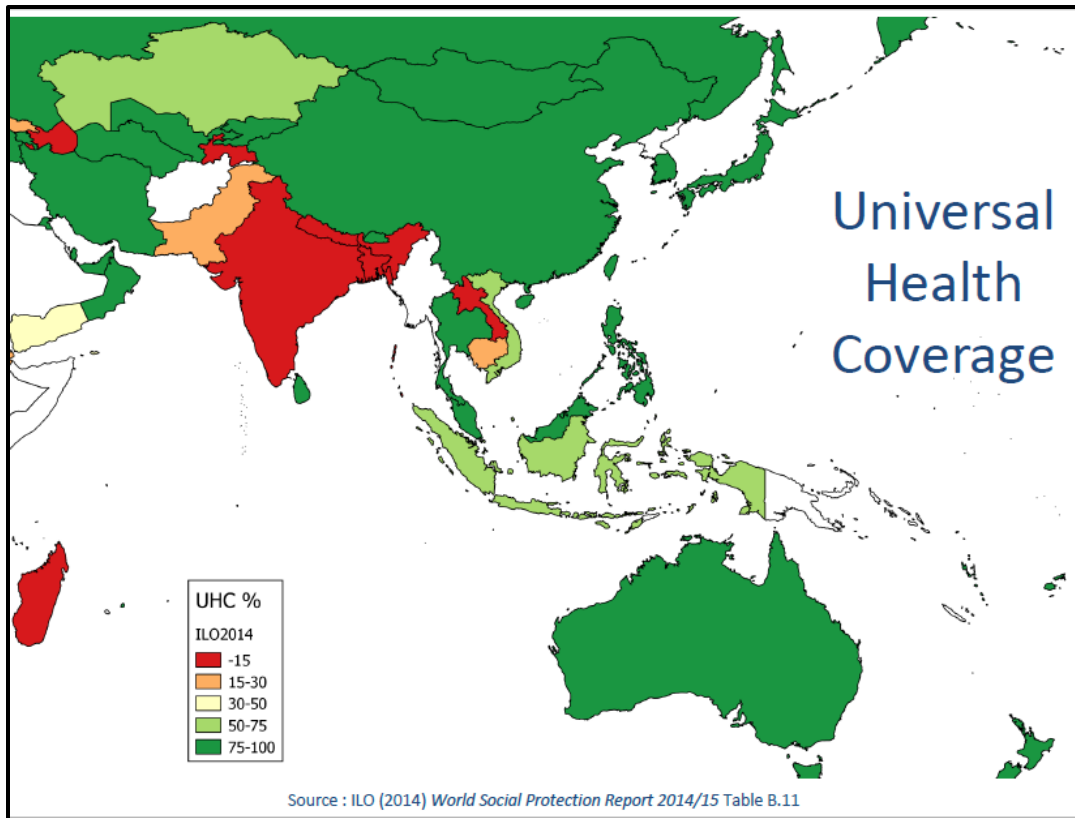 Universal
Health
Coverage
UHC %
ILO2014
-15
15-30
30-50
50-75
75-100
Source : ILO (2014) World Social Protection Report 2014/15 Table B.11